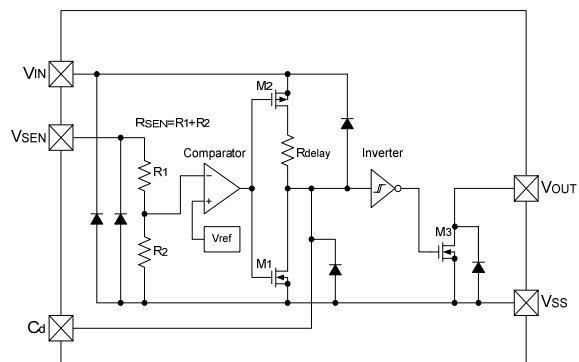 VIN
M2
VSEN
RSEN=R1+R2
Comparator
Rdelay
Inverter
R1
−
+
VOUT
Vref
R2
M3
M1
VSS
Cd